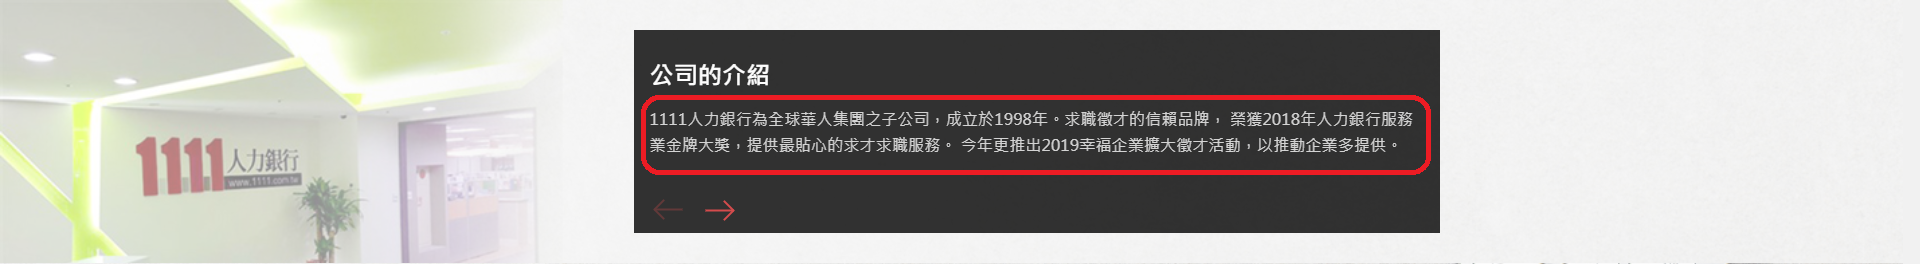 公司的介紹
1111人力銀行為全球華人集團之子公司，成立於1998年。求職徵才的信賴品牌， 榮獲2018年人力銀行服務
業金牌大獎，提供最貼心的求才求職服務。 今年更推出2019幸福企業擴大徵才活動，以推動企業多提供。
1111人力銀行
www.1111.com.tw